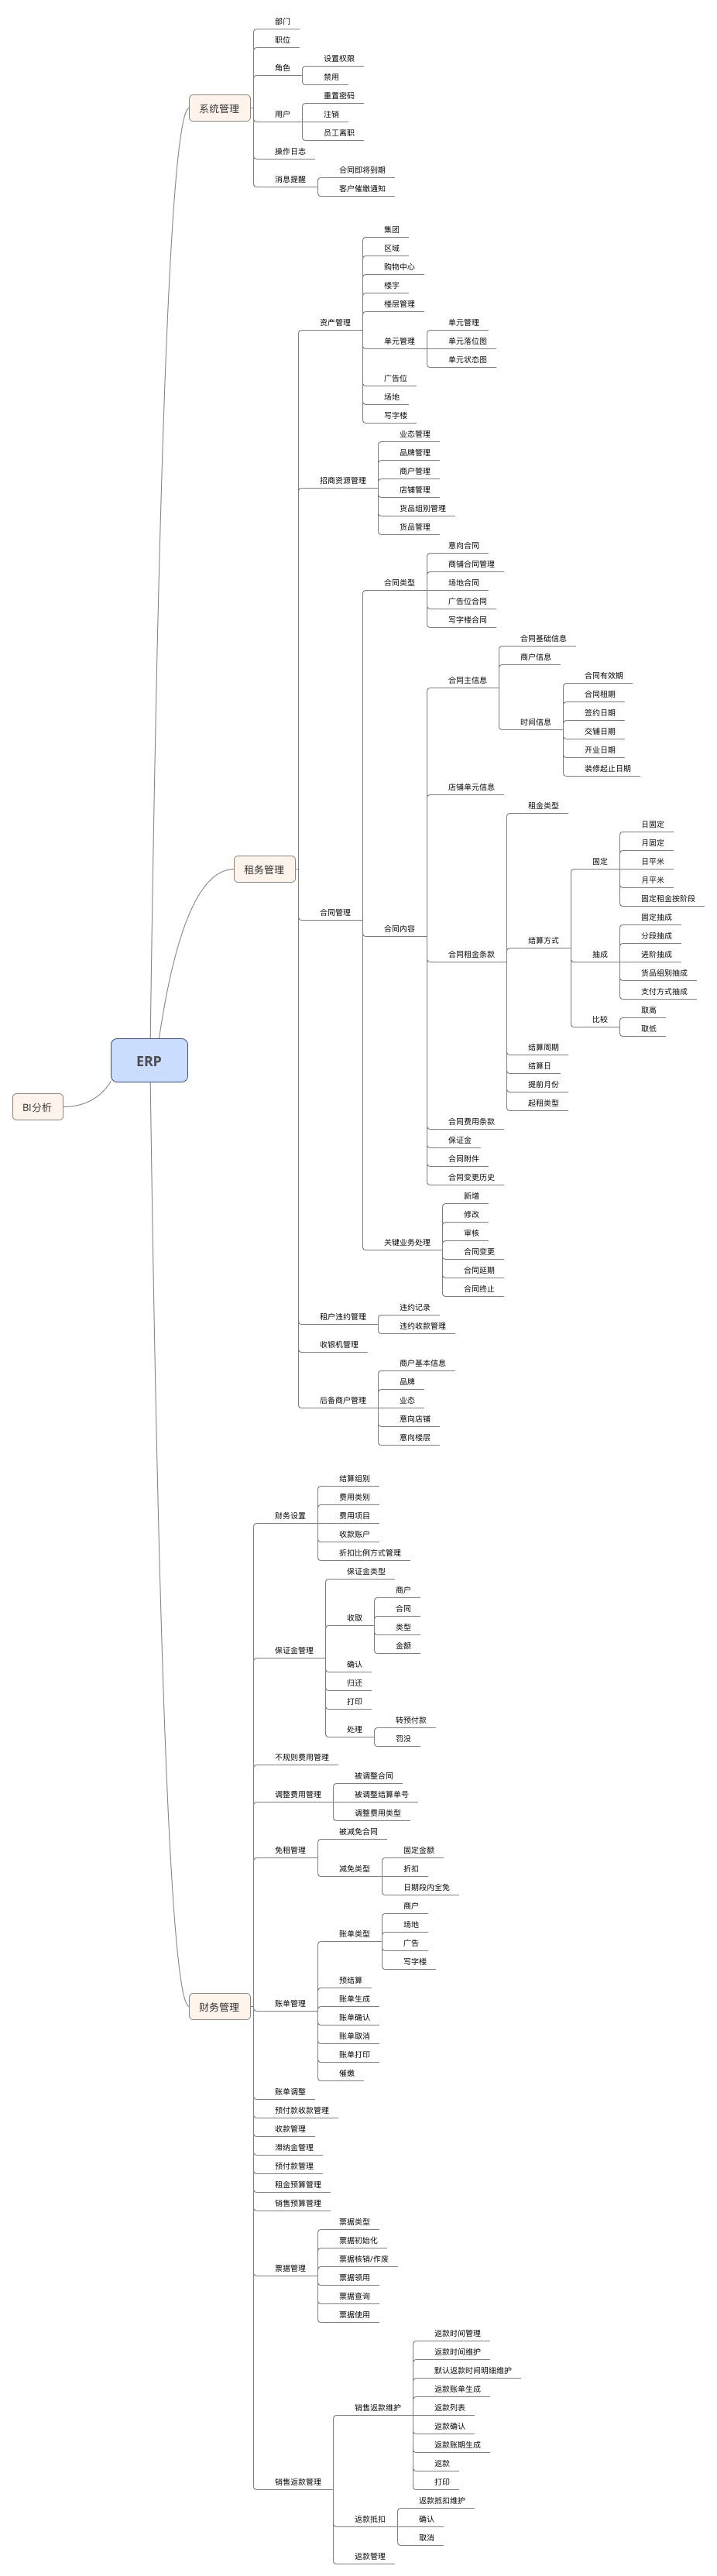 ERP
系统管理
部门
职位
角色
设置权限
禁用
用户
重置密码
注销
员工离职
操作日志
消息提醒
合同即将到期
客户催缴通知
租务管理
资产管理
集团
区域
购物中心
楼宇
楼层管理
单元管理
单元管理
单元落位图
单元状态图
广告位
场地
写字楼
招商资源管理
业态管理
品牌管理
商户管理
店铺管理
货品组别管理
货品管理
合同管理
合同类型
意向合同
商铺合同管理
场地合同
广告位合同
写字楼合同
合同内容
合同主信息
合同基础信息
商户信息
时间信息
合同有效期
合同租期
签约日期
交铺日期
开业日期
装修起止日期
店铺单元信息
合同租金条款
租金类型
结算方式
固定
日固定
月固定
日平米
月平米
固定租金按阶段
抽成
固定抽成
分段抽成
进阶抽成
货品组别抽成
支付方式抽成
比较
取高
取低
结算周期
结算日
提前月份
起租类型
合同费用条款
保证金
合同附件
合同变更历史
关键业务处理
新增
修改
审核
合同变更
合同延期
合同终止
租户违约管理
违约记录
违约收款管理
收银机管理
后备商户管理
商户基本信息
品牌
业态
意向店铺
意向楼层
财务管理
财务设置
结算组别
费用类别
费用项目
收款账户
折扣比例方式管理
保证金管理
保证金类型
收取
商户
合同
类型
金额
确认
归还
打印
处理
转预付款
罚没
不规则费用管理
调整费用管理
被调整合同
被调整结算单号
调整费用类型
免租管理
被减免合同
减免类型
固定金额
折扣
日期段内全免
账单管理
账单类型
商户
场地
广告
写字楼
预结算
账单生成
账单确认
账单取消
账单打印
催缴
账单调整
预付款收款管理
收款管理
滞纳金管理
预付款管理
租金预算管理
销售预算管理
票据管理
票据类型
票据初始化
票据核销/作废
票据领用
票据查询
票据使用
销售返款管理
销售返款维护
返款时间管理
返款时间维护
默认返款时间明细维护
返款账单生成
返款列表
返款确认
返款账期生成
返款
打印
返款抵扣
返款抵扣维护
确认
取消
返款管理
BI分析